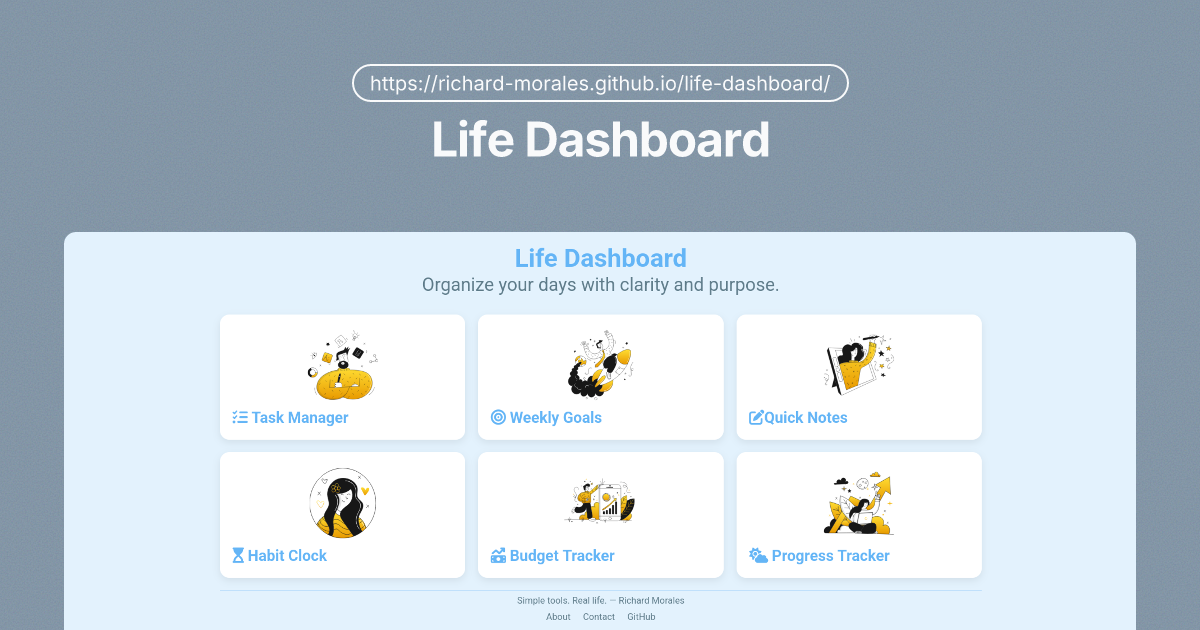 https://richard-morales.github.io/life-dashboard/
Life Dashboard
Life Dashboard
Organize your days with clarity and purpose.
Task Manager
Weekly Goals
Quick Notes
Habit Clock
Budget Tracker
Progress Tracker
Simple tools. Real life. — Richard Morales
About Contact GitHub